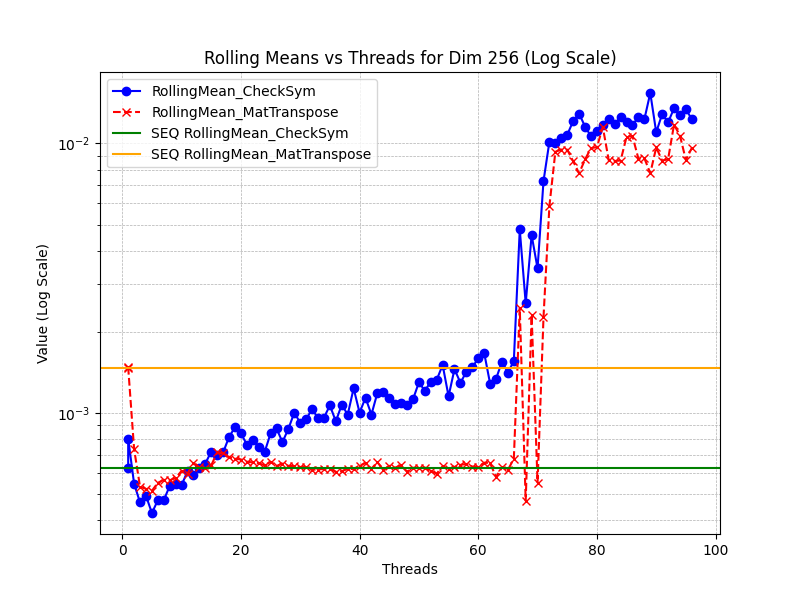 Rolling Means vs Threads for Dim 256 (Log Scale)
RollingMean_CheckSym
RollingMean_MatTranspose
SEQ RollingMean_CheckSym
SEQ RollingMean_MatTranspose
Value (Log Scale)
10⁻²
10⁻³
0 20 40 60 80 100
Threads